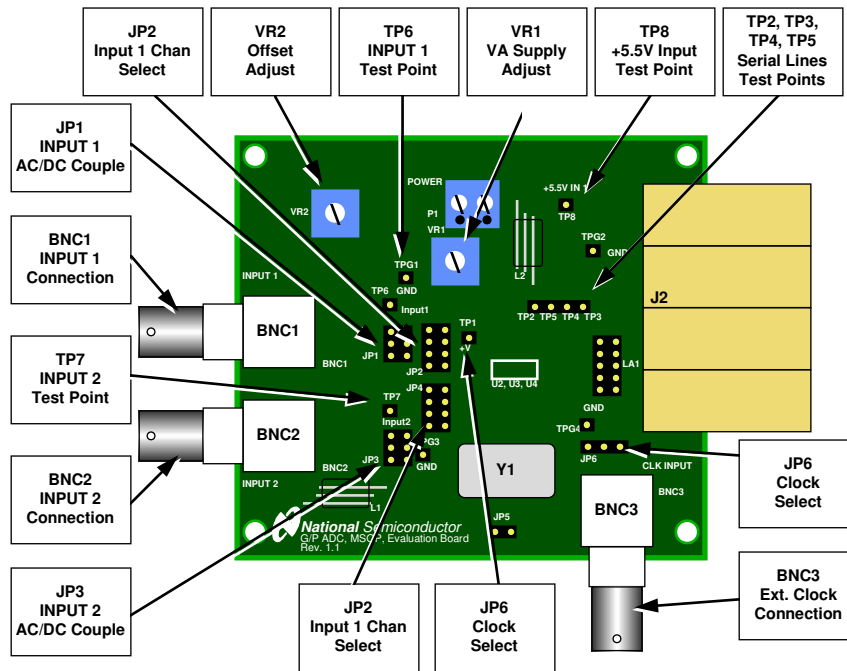 JP2
Input 1 Chan
Select
VR2
Offset
Adjust
TP6
INPUT 1
Test Point
VR1
VA Supply
Adjust
TP8
+5.5V Input
Test Point
TP2, TP3,
TP4, TP5
Serial Lines
Test Points
JP1
INPUT 1
AC/DC Couple
BNC1
INPUT 1
Connection
TP7
INPUT 2
Test Point
BNC2
INPUT 2
Connection
JP3
INPUT 2
AC/DC Couple
JP2
Input 1 Chan
Select
JP6
Clock
Select
JP6
Clock
Select
BNC3
Ext. Clock
Connection
POWER
P1
VR1
VR2
+5.5V IN 1
TP8
TPG2
GND
L2
J2
TPG1
GND
INPUT 1
TP6
Input1
TP2 TP5 TP4 TP3
BNC1
BNC1
JP1
JP2
TP1
+V
LA1
U2, U3, U4
JP4
TP7
Input2
GND
TPG4
BNC2
BNC2
INPUT 2
JP3
PG3
GND
Y1
JP6
CLK INPUT
BNC3
BNC3
L1
JP5
National Semiconductor
G/P ADC, MSOP, Evaluation Board
Rev. 1.1